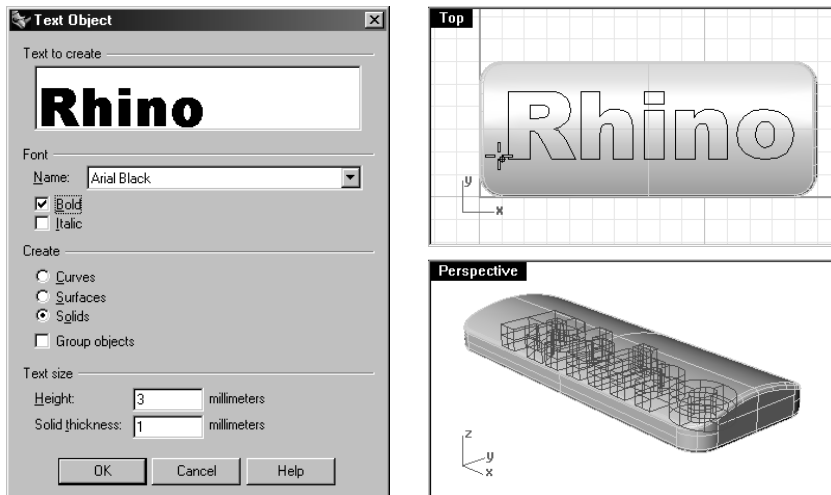 Text Object
Text to create
Rhino
Font
Name: Arial Black
Bold
Italic
Create
Curves
Surfaces
Solids
Group objects
Text size
Height: 3 millimeters
Solid thickness: 1 millimeters
OK Cancel Help
Top
Rhino
y
x
Perspective
Rhino
z
y
x